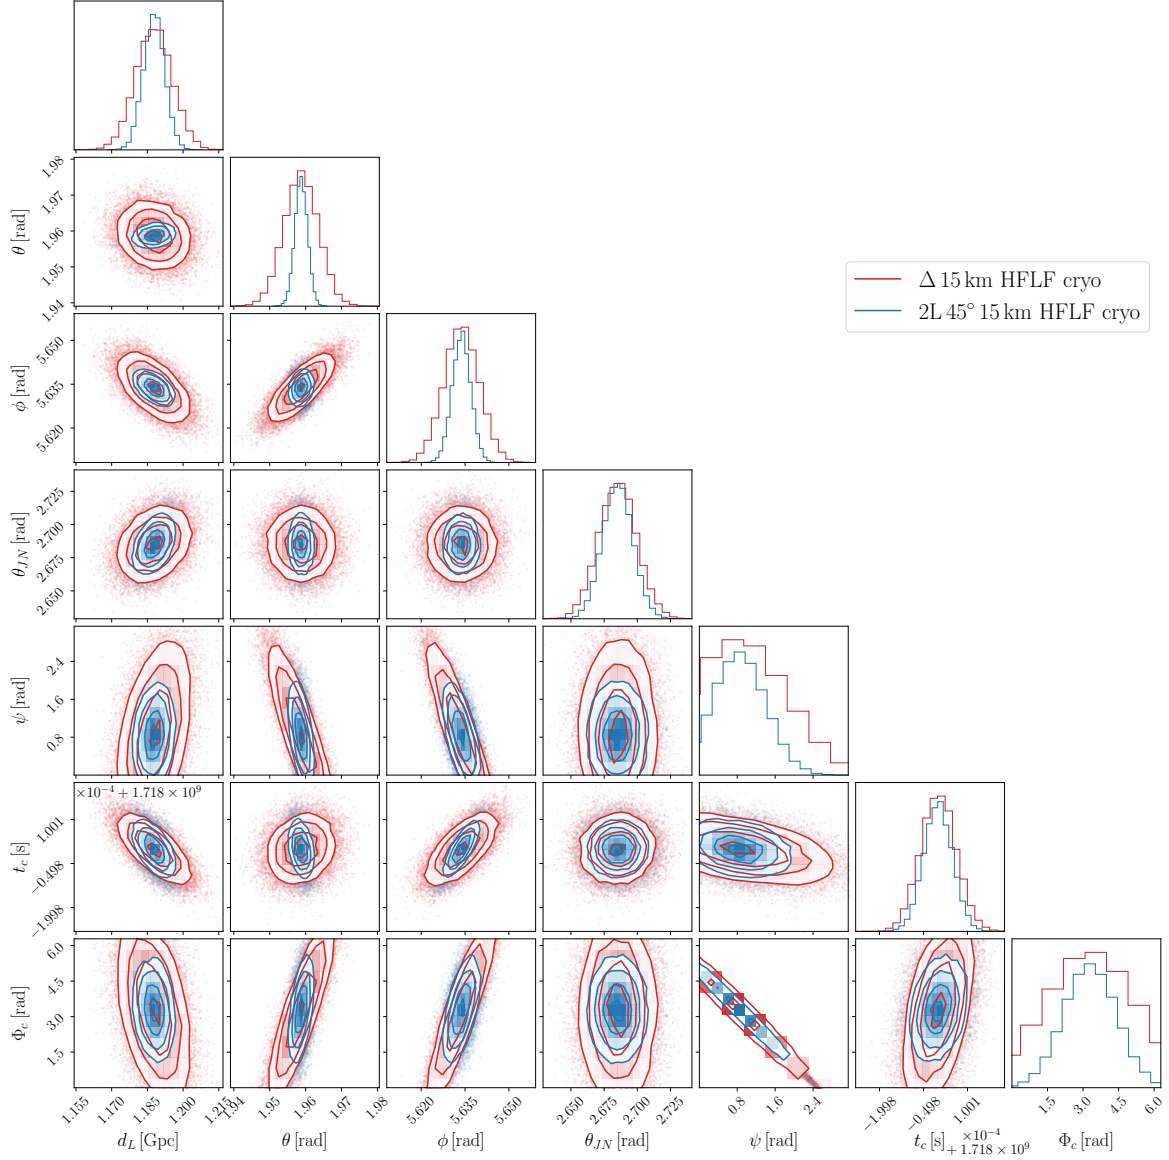 1.98
1.97
1.96
1.95
1.94
θ [rad]
Δ 15 km HFLF cryo
2L 45° 15 km HFLF cryo
5.650
5.635
5.620
ϕ [rad]
2.725
2.700
2.675
2.650
θ_JN [rad]
2.4
1.6
0.8
ψ [rad]
×10⁻⁴ + 1.718 × 10⁹
1.001
−0.498
−1.998
t_c [s]
6.0
4.5
3.0
1.5
Φ_c [rad]
1.155 1.170 1.185 1.200 1.215
1.94 1.95 1.96 1.97 1.98
5.620 5.635 5.650
2.650 2.675 2.700 2.725
0.8 1.6 2.4
−1.998 −0.498 1.001
1.5 3.0 4.5 6.0
d_L [Gpc]
θ [rad]
ϕ [rad]
θ_JN [rad]
ψ [rad]
t_c [s] ×10⁻⁴ + 1.718 × 10⁹
Φ_c [rad]